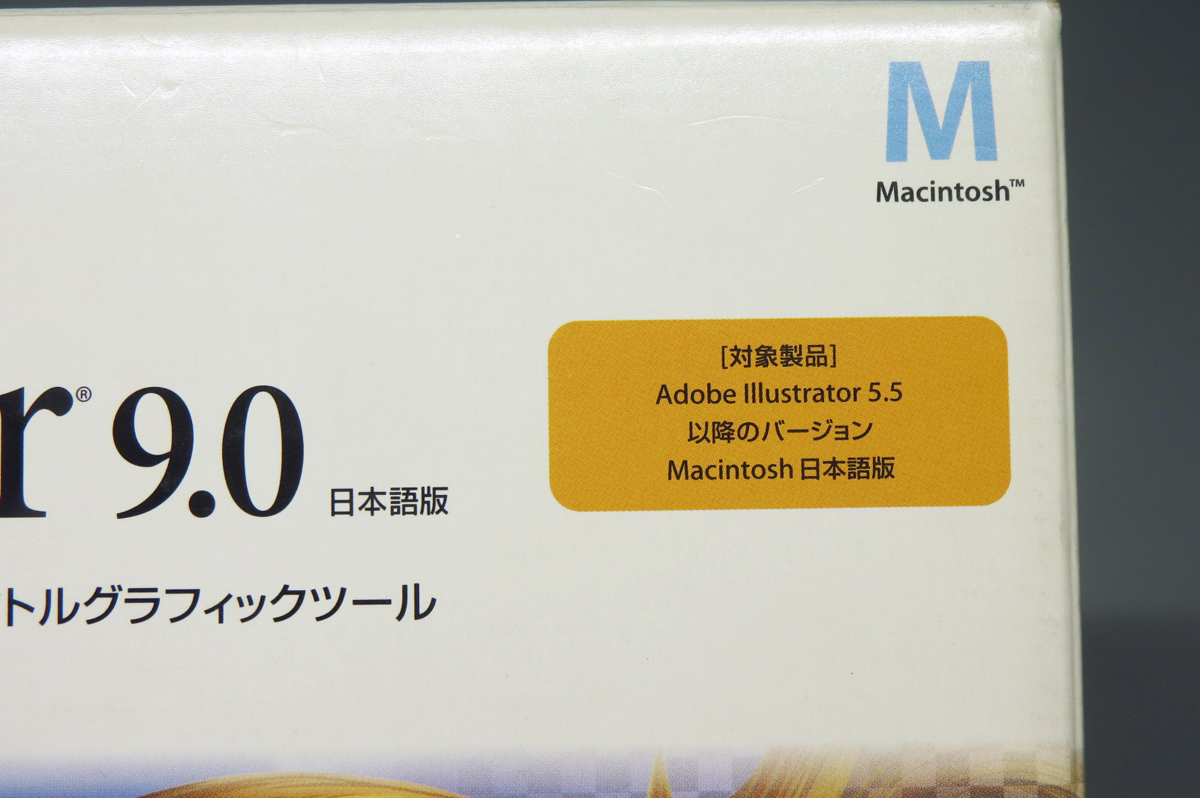 M
Macintosh™
[対象製品]
Adobe Illustrator 5.5
以降のバージョン
Macintosh 日本語版
r® 9.0 日本語版
トルグラフィックツール